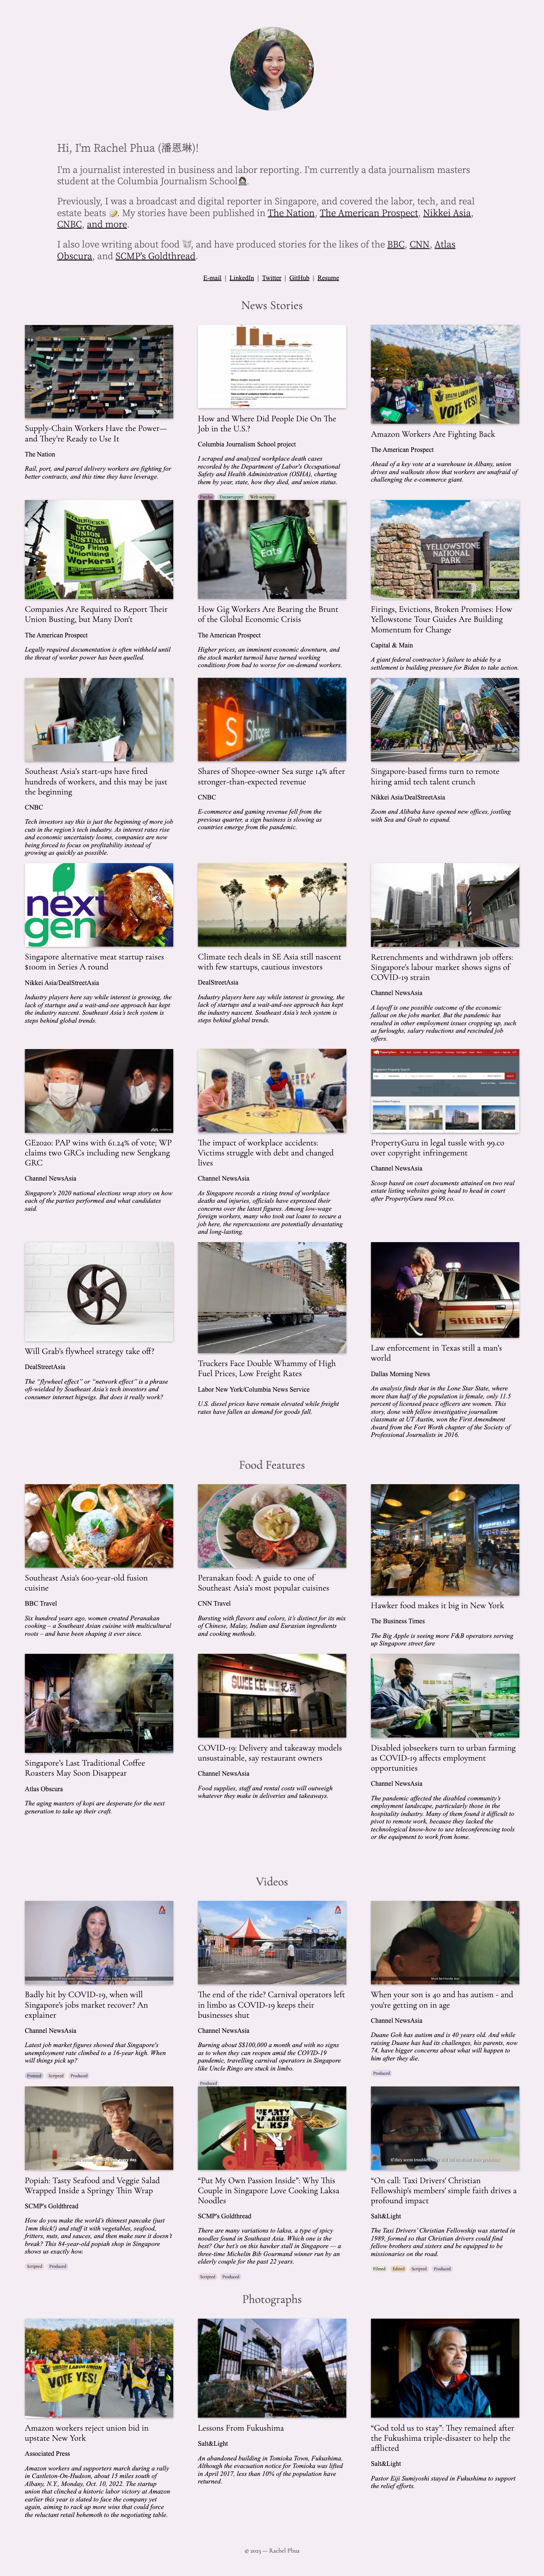 Hi, I'm Rachel Phua (潘恩琳)!
I'm a journalist interested in business and labor reporting. I'm currently a data journalism masters
student at the Columbia Journalism School
Previously, I was a broadcast and digital reporter in Singapore, and covered the labor, tech, and real
estate beats. My stories have been published in The Nation, The American Prospect, Nikkei Asia,
CNBC, and more.
I also love writing about food, and have produced stories for the likes of the BBC, CNN, Atlas
Obscura, and SCMP's Goldthread.
E-mail | LinkedIn | Twitter | GitHub | Resume
News Stories
Supply-Chain Workers Have the Power—
and They're Ready to Use It
The Nation
Rail, port, and parcel delivery workers are fighting for
better contracts, and this time they have leverage.
How and Where Did People Die On The
Job in the U.S.?
Columbia Journalism School project
I scraped and analyzed workplace death cases
recorded by the Department of Labor's Occupational
Safety and Health Administration (OSHA), charting
them by year, state, how they died, and union status.
Pandas Datawrapper Web scraping
VOTE YES!
Amazon Workers Are Fighting Back
The American Prospect
Ahead of a key vote at a warehouse in Albany, union
drives and walkouts show that workers are unafraid of
challenging the e-commerce giant.
STARBUCKS:
STOP
UNION
BUSTING!
Stop Firing
Unionizing
Workers!
Companies Are Required to Report Their
Union Busting, but Many Don't
The American Prospect
Legally required documentation is often withheld until
the threat of worker power has been quelled.
Uber
Eats
How Gig Workers Are Bearing the Brunt
of the Global Economic Crisis
The American Prospect
Higher prices, an imminent economic downturn, and
the stock market turmoil have turned working
conditions from bad to worse for on-demand workers.
YELLOWSTONE
NATIONAL
PARK
Firings, Evictions, Broken Promises: How
Yellowstone Tour Guides Are Building
Momentum for Change
Capital & Main
A giant federal contractor's failure to abide by a
settlement is building pressure for Biden to take action.
Southeast Asia's start-ups have fired
hundreds of workers, and this may be just
the beginning
CNBC
Tech investors say this is just the beginning of more job
cuts in the region's tech industry. As interest rates rise
and economic uncertainty looms, companies are now
being forced to focus on profitability instead of
growing as quickly as possible.
Shopee
Shares of Shopee-owner Sea surge 14% after
stronger-than-expected revenue
CNBC
E-commerce and gaming revenue fell from the
previous quarter, a sign business is slowing as
countries emerge from the pandemic.
Singapore-based firms turn to remote
hiring amid tech talent crunch
Nikkei Asia/DealStreetAsia
Zoom and Alibaba have opened new offices, jostling
with Sea and Grab to expand.
next
gen
Singapore alternative meat startup raises
$100m in Series A round
Nikkei Asia/DealStreetAsia
Industry players here say while interest is growing, the
lack of startups and a wait-and-see approach has kept
the industry nascent. Southeast Asia's tech system is
steps behind global trends.
Climate tech deals in SE Asia still nascent
with few startups, cautious investors
DealStreetAsia
Industry players here say while interest is growing, the
lack of startups and a wait-and-see approach has kept
the industry nascent. Southeast Asia's tech system is
steps behind global trends.
Retrenchments and withdrawn job offers:
Singapore's labour market shows signs of
COVID-19 strain
Channel NewsAsia
A layoff is one possible outcome of the economic
fallout on the jobs market. But the pandemic has
resulted in other employment issues cropping up, such
as furloughs, salary reductions and rescinded job
offers.
GE2020: PAP wins with 61.24% of vote; WP
claims two GRCs including new Sengkang
GRC
Channel NewsAsia
Singapore's 2020 national elections wrap story on how
each of the parties performed and what candidates
said.
The impact of workplace accidents:
Victims struggle with debt and changed
lives
Channel NewsAsia
As Singapore records a rising trend of workplace
deaths and injuries, officials have expressed their
concerns over the latest figures. Among low-wage
foreign workers, many who took out loans to secure a
job here, the repercussions are potentially devastating
and long-lasting.
PropertyGuru in legal tussle with 99.co
over copyright infringement
Channel NewsAsia
Scoop based on court documents attained on two real
estate listing websites going head to head in court
after PropertyGuru sued 99.co.
Will Grab's flywheel strategy take off?
DealStreetAsia
The "flywheel effect" or "network effect" is a phrase
oft-wielded by Southeast Asia's tech investors and
consumer internet bigwigs. But does it really work?
Truckers Face Double Whammy of High
Fuel Prices, Low Freight Rates
Labor New York/Columbia News Service
U.S. diesel prices have remain elevated while freight
rates have fallen as demand for goods fall.
SHERIFF
Law enforcement in Texas still a man's
world
Dallas Morning News
An analysis finds that in the Lone Star State, where
more than half of the population is female, only 11.5
percent of licensed peace officers are women. This
story, done with fellow investigative journalism
classmate at UT Austin, won the First Amendment
Award from the Fort Worth chapter of the Society of
Professional Journalists in 2016.
Food Features
Southeast Asia's 600-year-old fusion
cuisine
BBC Travel
Six hundred years ago, women created Peranakan
cooking – a Southeast Asian cuisine with multicultural
roots – and have been shaping it ever since.
Peranakan food: A guide to one of
Southeast Asia's most popular cuisines
CNN Travel
Bursting with flavors and colors, it's distinct for its mix
of Chinese, Malay, Indian and Eurasian ingredients
and cooking methods.
Hawker food makes it big in New York
The Business Times
The Big Apple is seeing more F&B operators serving
up Singapore street fare
Singapore's Last Traditional Coffee
Roasters May Soon Disappear
Atlas Obscura
The aging masters of kopi are desperate for the next
generation to take up their craft.
SWEE KEE
COVID-19: Delivery and takeaway models
unsustainable, say restaurant owners
Channel NewsAsia
Food supplies, staff and rental costs will outweigh
whatever they make in deliveries and takeaways.
Disabled jobseekers turn to urban farming
as COVID-19 affects employment
opportunities
Channel NewsAsia
The pandemic affected the disabled community's
employment landscape, particularly those in the
hospitality industry. Many of them found it difficult to
pivot to remote work, because they lacked the
technological know-how to use teleconferencing tools
or the equipment to work from home.
Videos
Badly hit by COVID-19, when will
Singapore's jobs market recover? An
explainer
Channel NewsAsia
Latest job market figures showed that Singapore's
unemployment rate climbed to a 16-year high. When
will things pick up?
Fronted Scripted Produced
The end of the ride? Carnival operators left
in limbo as COVID-19 keeps their
businesses shut
Channel NewsAsia
Burning about S$100,000 a month and with no signs
as to when they can reopen amid the COVID-19
pandemic, travelling carnival operators in Singapore
like Uncle Ringo are stuck in limbo.
Produced
When your son is 40 and has autism - and
you're getting on in age
Channel NewsAsia
Duane Goh has autism and is 40 years old. And while
raising Duane has had its challenges, his parents, now
74, have bigger concerns about what will happen to
him after they die.
Produced
Popiah: Tasty Seafood and Veggie Salad
Wrapped Inside a Springy Thin Wrap
SCMP's Goldthread
How do you make the world's thinnest pancake (just
1mm thick!) and stuff it with vegetables, seafood,
fritters, nuts, and sauces, and then make sure it doesn't
break? This 84-year-old popiah shop in Singapore
shows us exactly how.
Scripted Produced
"Put My Own Passion Inside": Why This
Couple in Singapore Love Cooking Laksa
Noodles
SCMP's Goldthread
There are many variations to laksa, a type of spicy
noodles found in Southeast Asia. Which one is the
best? Our bet's on this hawker stall in Singapore — a
three-time Michelin Bib Gourmand winner run by an
elderly couple for the past 22 years.
Scripted Produced
"On call: Taxi Drivers' Christian
Fellowship's members' simple faith drives a
profound impact
Salt&Light
The Taxi Drivers' Christian Fellowship was started in
1989, formed so that Christian drivers could find
fellow brothers and sisters and be equipped to be
missionaries on the road.
Filmed Edited Scripted Produced
Photographs
VOTE YES!
Amazon workers reject union bid in
upstate New York
Associated Press
Amazon workers and supporters march during a rally
in Castleton-On-Hudson, about 15 miles south of
Albany, N.Y., Monday, Oct. 10, 2022. The startup
union that clinched a historic labor victory at Amazon
earlier this year is slated to face the company yet
again, aiming to rack up more wins that could force
the reluctant retail behemoth to the negotiating table.
Lessons From Fukushima
Salt&Light
An abandoned building in Tomioka Town, Fukushima.
Although the evacuation notice for Tomioka was lifted
in April 2017, less than 10% of the population have
returned.
"God told us to stay": They remained after
the Fukushima triple-disaster to help the
afflicted
Salt&Light
Pastor Eiji Sumiyoshi stayed in Fukushima to support
the relief efforts.
© 2023 — Rachel Phua